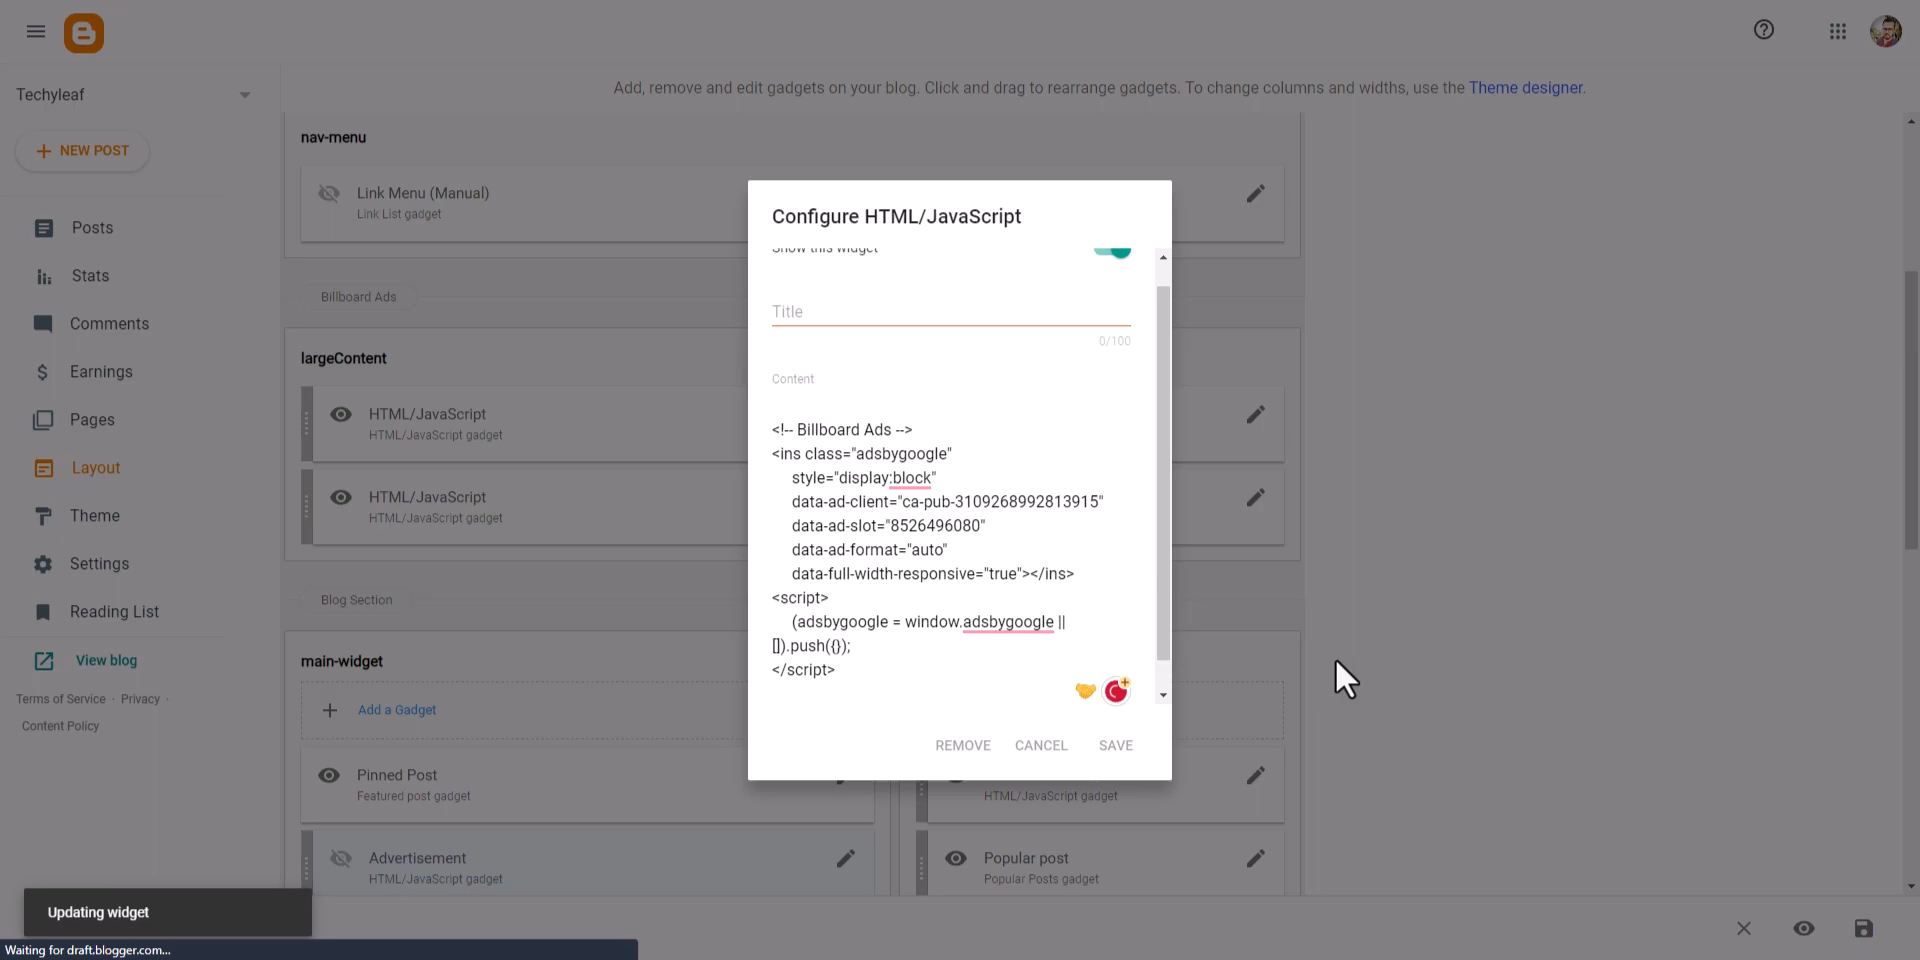 Techyleaf
NEW POST
Posts
Stats
Comments
Earnings
Pages
Layout
Theme
Settings
Reading List
View blog
Terms of Service · Privacy ·
Content Policy
Add, remove and edit gadgets on your blog. Click and drag to rearrange gadgets. To change columns and widths, use the Theme designer.
nav-menu
Link Menu (Manual)
Link List gadget
Billboard Ads
largeContent
HTML/JavaScript
HTML/JavaScript gadget
HTML/JavaScript
HTML/JavaScript gadget
Blog Section
main-widget
Add a Gadget
Pinned Post
Featured post gadget
HTML/JavaScript gadget
Advertisement
HTML/JavaScript gadget
Popular post
Popular Posts gadget
Configure HTML/JavaScript
Show this widget
Title
0/100
Content
<!-- Billboard Ads -->
<ins class="adsbygoogle"
style="display:block"
data-ad-client="ca-pub-3109268992813915"
data-ad-slot="8526496080"
data-ad-format="auto"
data-full-width-responsive="true"></ins>
<script>
(adsbygoogle = window.adsbygoogle ||
[]).push({});
</script>
REMOVE CANCEL SAVE
Updating widget
Waiting for draft.blogger.com...